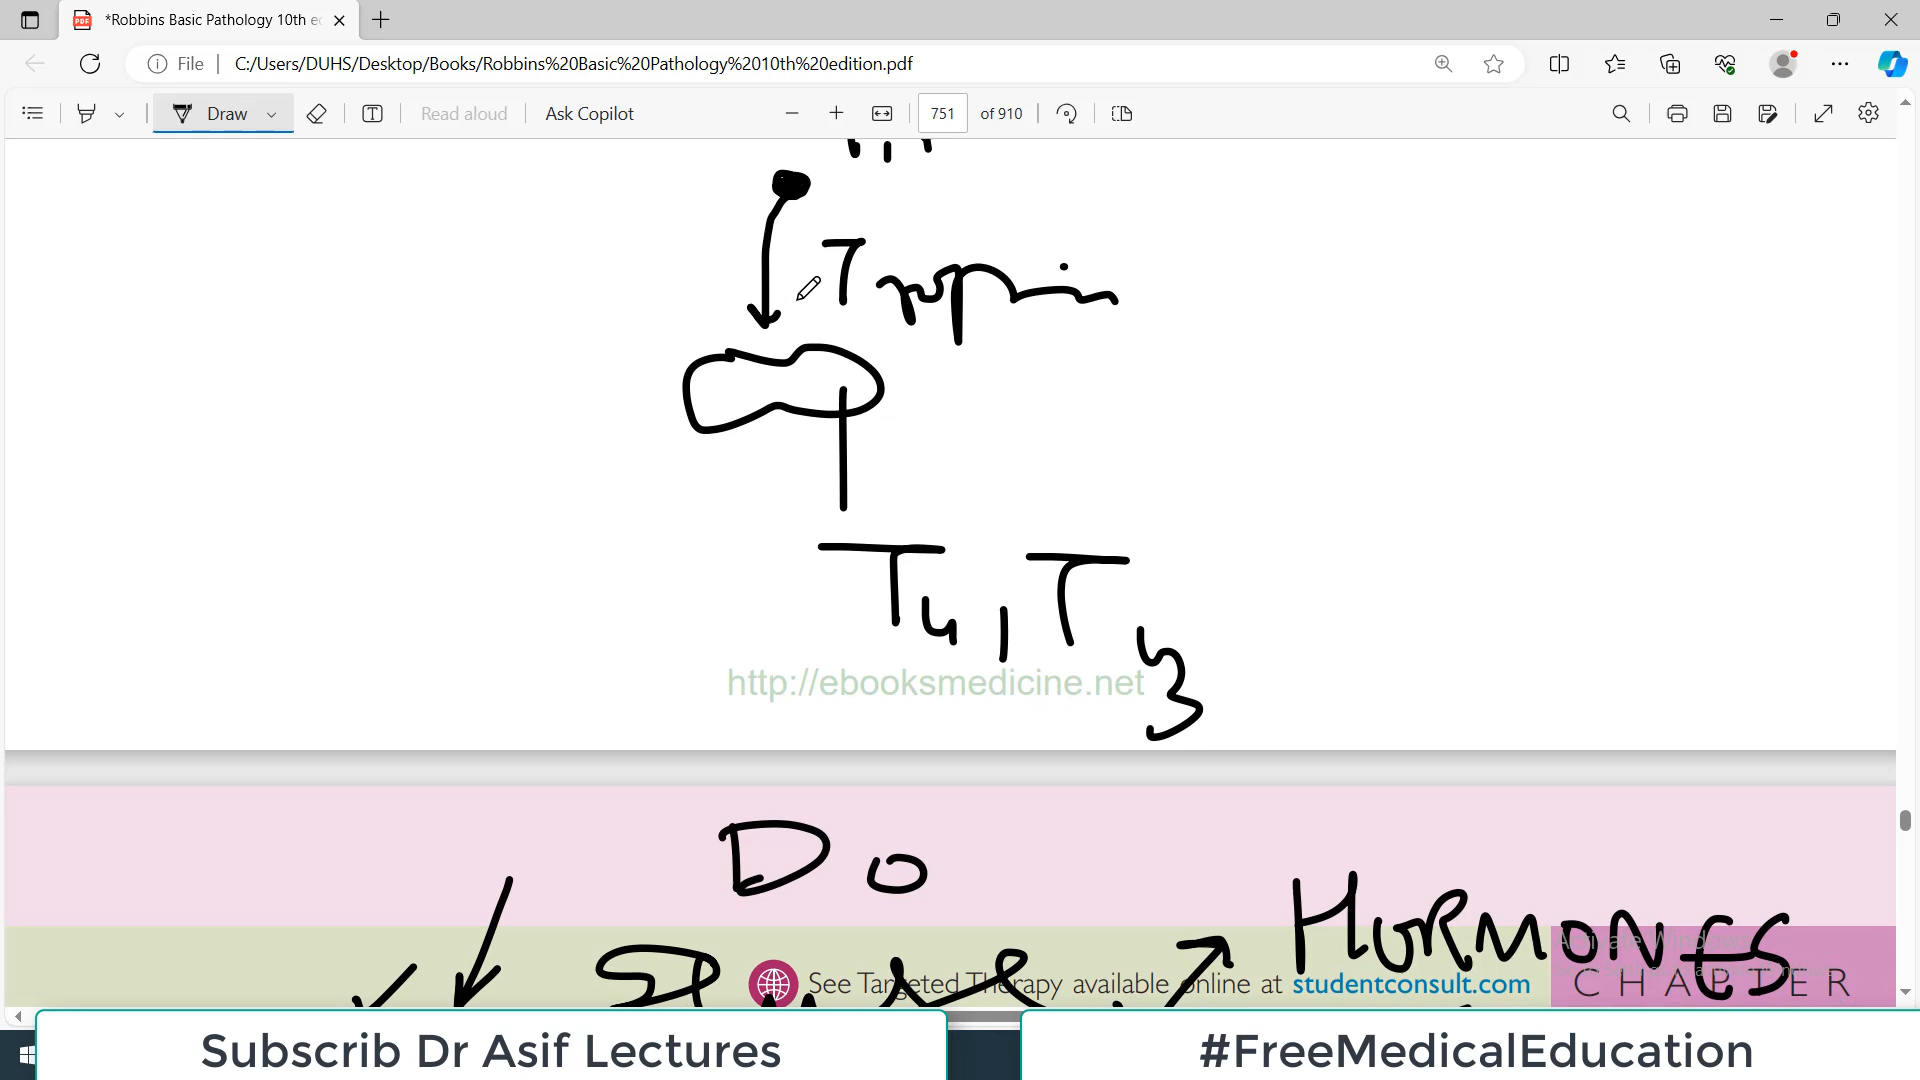 *Robbins Basic Pathology 10th e
File
C:/Users/DUHS/Desktop/Books/Robbins%20Basic%20Pathology%2010th%20edition.pdf
Draw
Read aloud
Ask Copilot
751 of 910
Tropin
T4, T3
http://ebooksmedicine.net
Do
HORMONES
See Targeted Therapy available online at studentconsult.com
CHAPTER
Subscrib Dr Asif Lectures
#FreeMedicalEducation